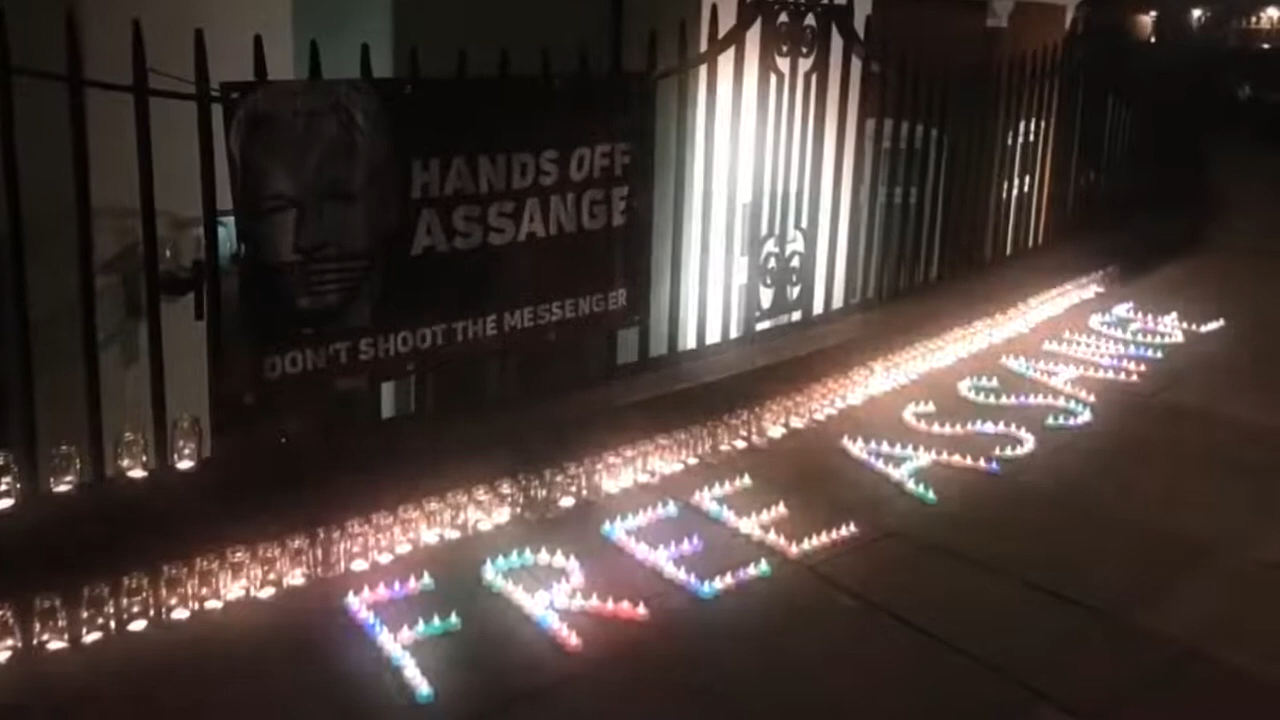 HANDS OFF
ASSANGE
DON'T SHOOT THE MESSENGER
FREE ASSANGE